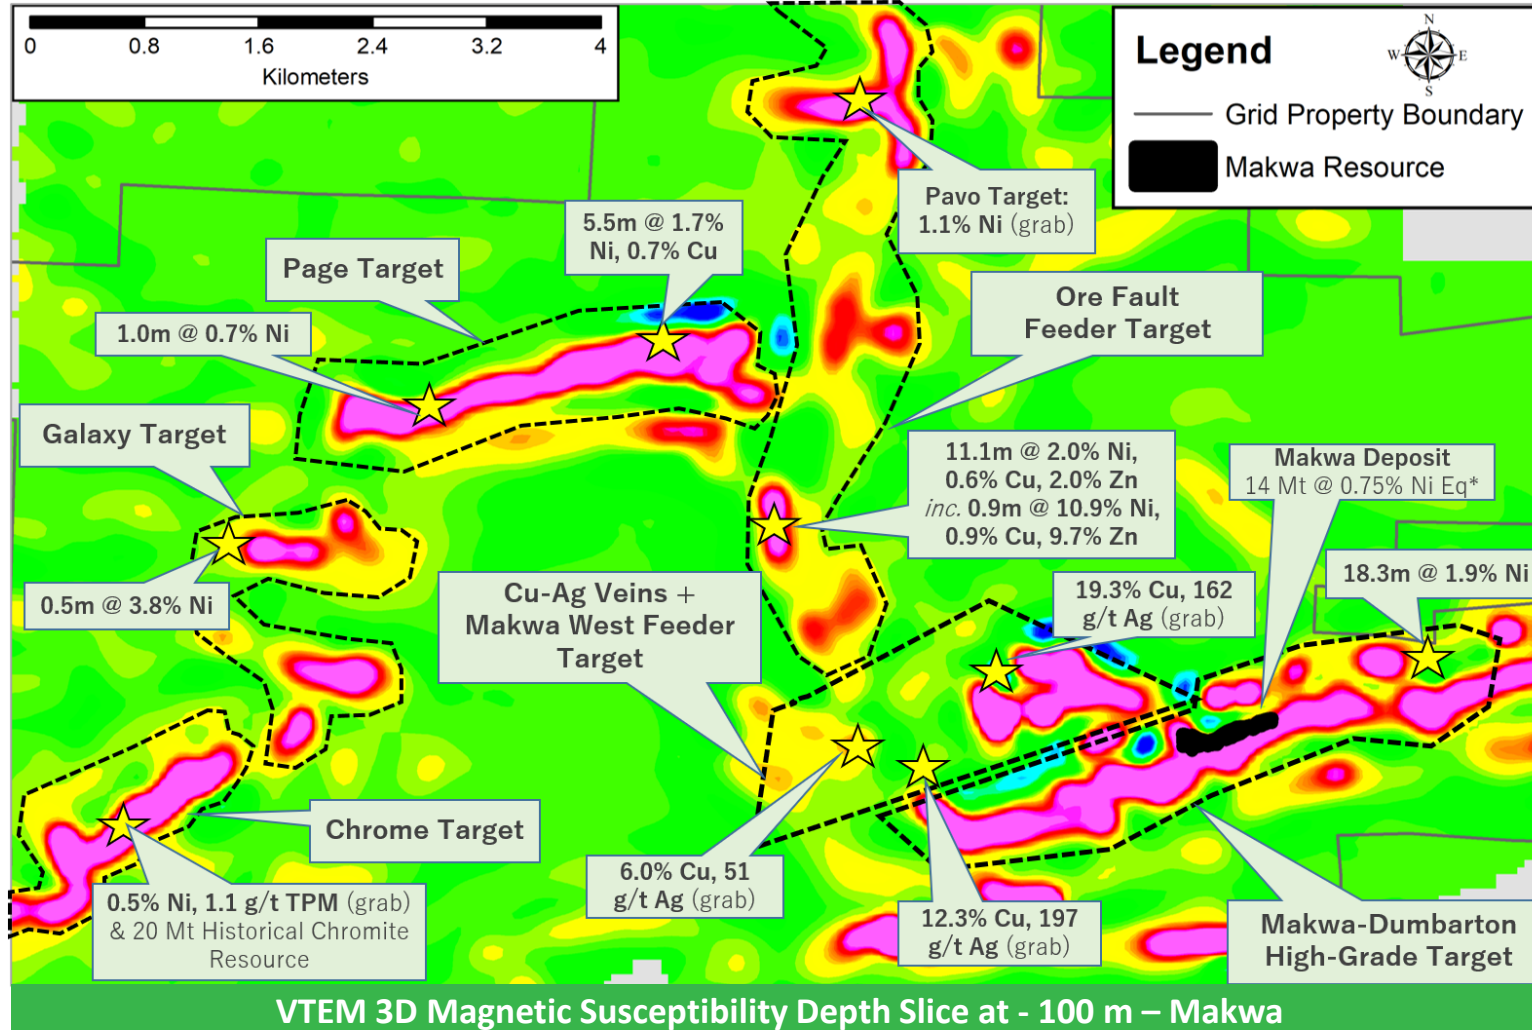 0 0.8 1.6 2.4 3.2 4
Kilometers
Legend
N
W E
S
Grid Property Boundary
Makwa Resource
Pavo Target:
1.1% Ni (grab)
5.5m @ 1.7%
Ni, 0.7% Cu
Page Target
Ore Fault
Feeder Target
1.0m @ 0.7% Ni
Galaxy Target
11.1m @ 2.0% Ni,
0.6% Cu, 2.0% Zn
inc. 0.9m @ 10.9% Ni,
0.9% Cu, 9.7% Zn
Makwa Deposit
14 Mt @ 0.75% Ni Eq*
18.3m @ 1.9% Ni
0.5m @ 3.8% Ni
Cu-Ag Veins +
Makwa West Feeder
Target
19.3% Cu, 162
g/t Ag (grab)
Chrome Target
6.0% Cu, 51
g/t Ag (grab)
0.5% Ni, 1.1 g/t TPM (grab)
& 20 Mt Historical Chromite
Resource
12.3% Cu, 197
g/t Ag (grab)
Makwa-Dumbarton
High-Grade Target
VTEM 3D Magnetic Susceptibility Depth Slice at - 100 m – Makwa